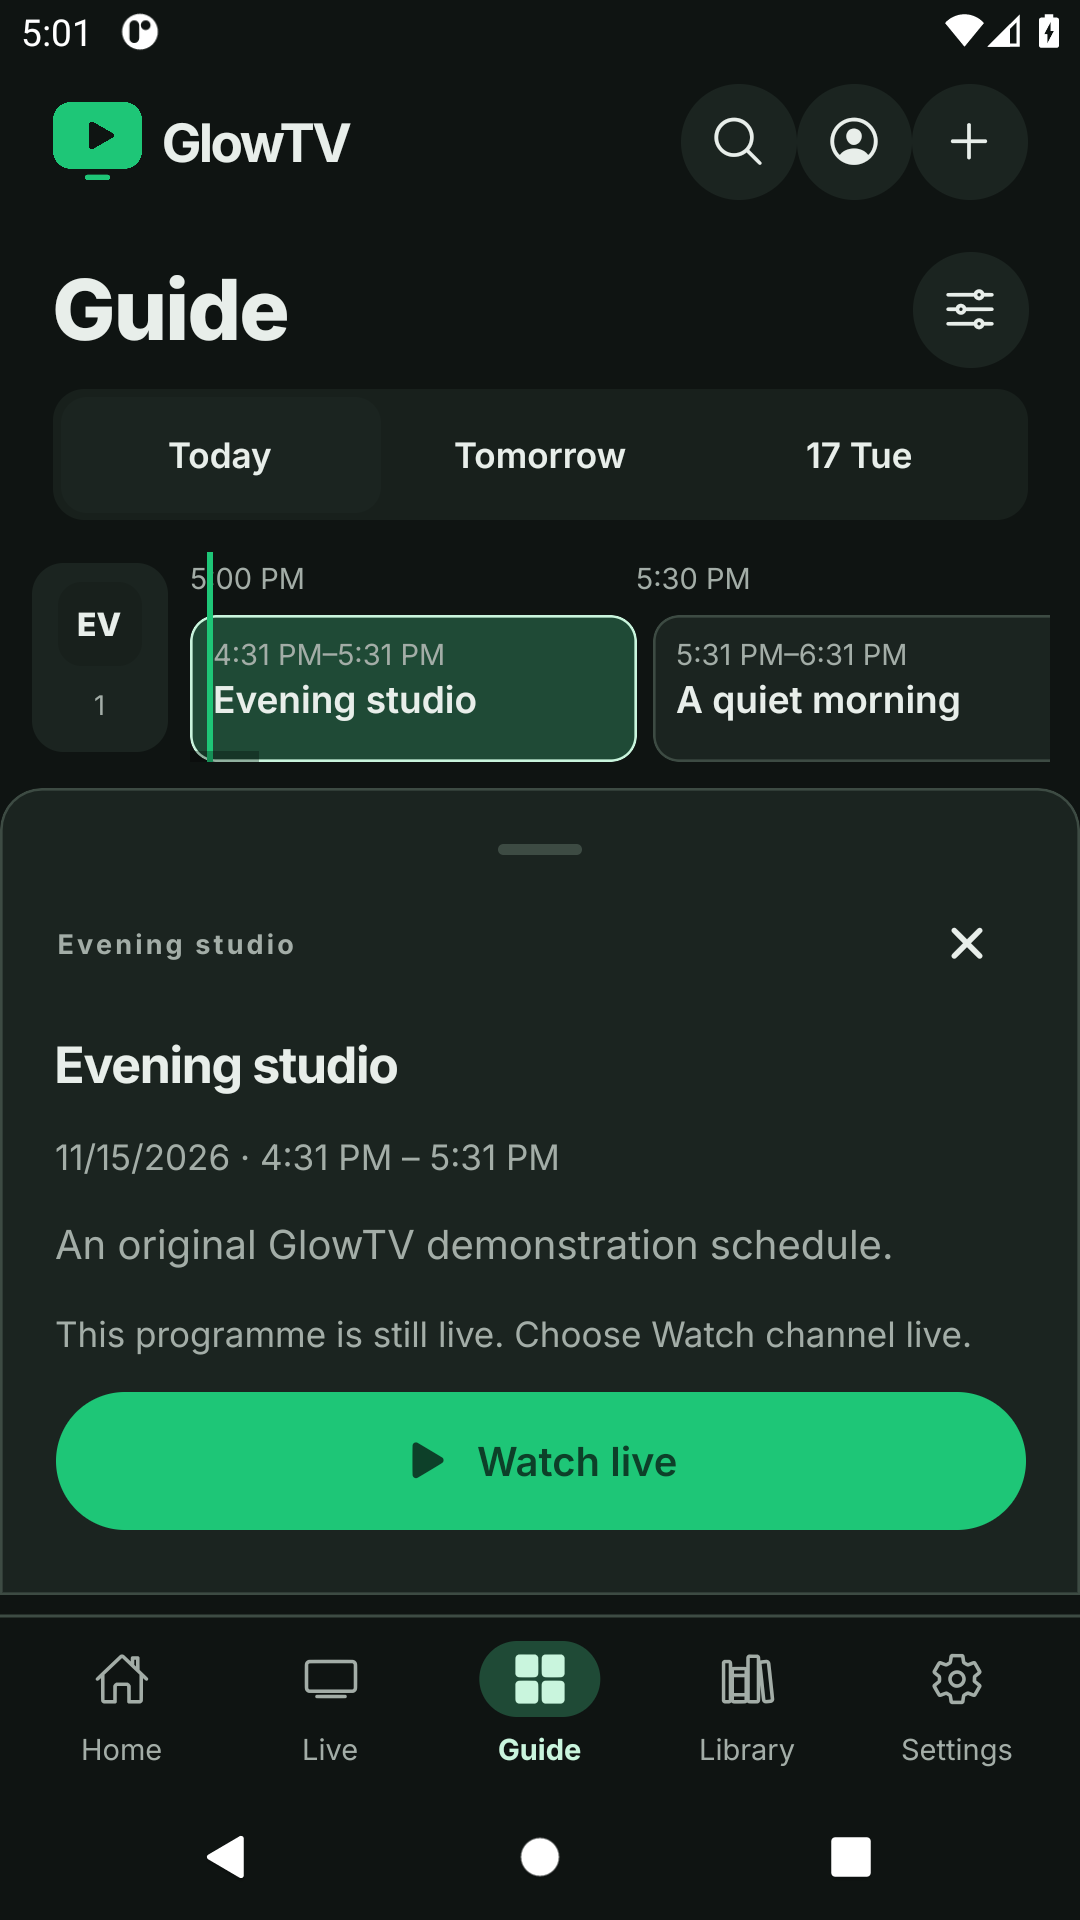 5:01
GlowTV
Guide
Today
Tomorrow
17 Tue
5:00 PM
5:30 PM
EV
1
4:31 PM–5:31 PM
Evening studio
5:31 PM–6:31 PM
A quiet morning
Evening studio
Evening studio
11/15/2026 · 4:31 PM – 5:31 PM
An original GlowTV demonstration schedule.
This programme is still live. Choose Watch channel live.
Watch live
Home
Live
Guide
Library
Settings